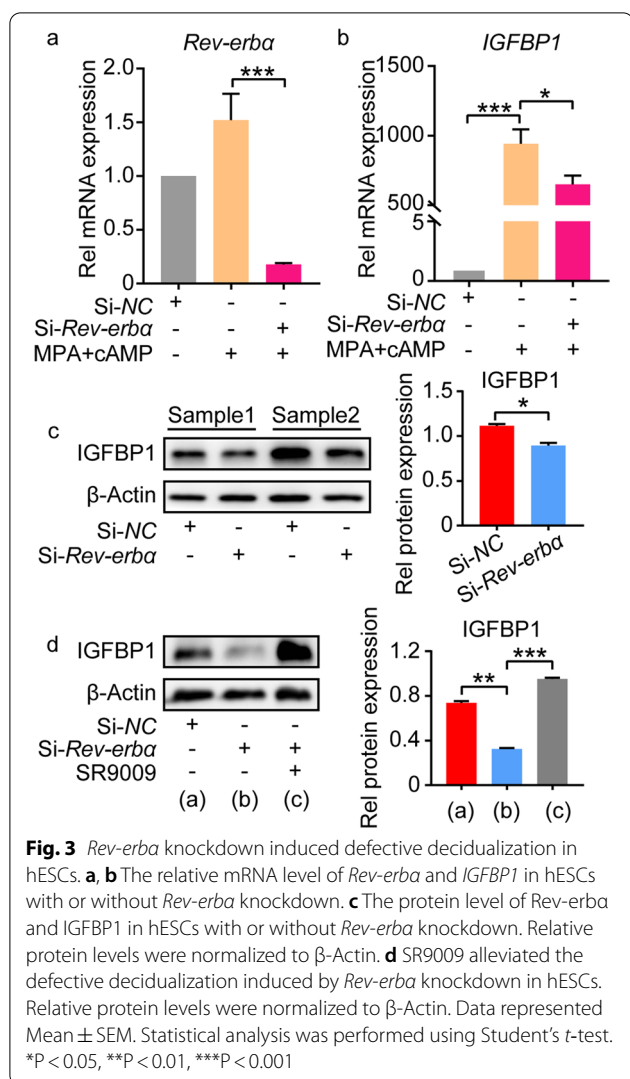 a
Rev-erbα
Rel mRNA expression
2.0
1.5
1.0
0.5
0
***
Si-NC + - -
Si-Rev-erbα - - +
MPA+cAMP - + +
b
IGFBP1
Rel mRNA expression
1500
1000
500
5
0
*** *
Si-NC + - -
Si-Rev-erbα - - +
MPA+cAMP - + +
c
Sample1 Sample2
IGFBP1
β-Actin
Si-NC + - + -
Si-Rev-erbα - + - +
IGFBP1
Rel protein expression
1.5
1.0
0.5
0
*
Si-NC
Si-Rev-erbα
d
IGFBP1
β-Actin
Si-NC + - -
Si-Rev-erbα - + +
SR9009 - - +
(a) (b) (c)
IGFBP1
Rel protein expression
1.2
0.8
0.4
0
** ***
(a) (b) (c)
Fig. 3 Rev-erbα knockdown induced defective decidualization in
hESCs. a, b The relative mRNA level of Rev-erbα and IGFBP1 in hESCs
with or without Rev-erbα knockdown. c The protein level of Rev-erbα
and IGFBP1 in hESCs with or without Rev-erbα knockdown. Relative
protein levels were normalized to β-Actin. d SR9009 alleviated the
defective decidualization induced by Rev-erbα knockdown in hESCs.
Relative protein levels were normalized to β-Actin. Data represented
Mean ± SEM. Statistical analysis was performed using Student's t-test.
*P < 0.05, **P < 0.01, ***P < 0.001